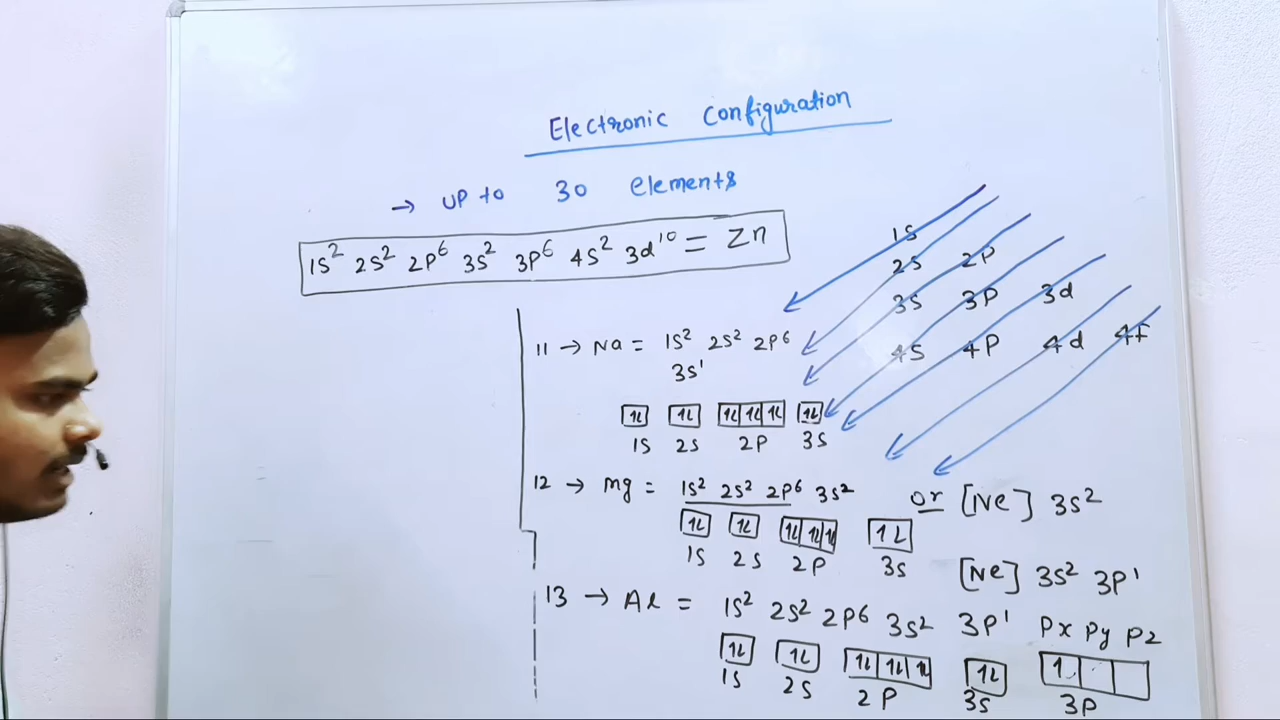 Electronic Configuration
→ UP to 30 elements
1S² 2S² 2P⁶ 3S² 3P⁶ 4S² 3d¹⁰ = Zn
1S
2S 2P
3S 3P 3d
4S 4P 4d 4f
11 → Na = 1S² 2S² 2P⁶
3S¹
1L 1L 1L 1L 1L 1L
1S 2S 2P 3S
12 → Mg = 1S² 2S² 2P⁶ 3S² or [Ne] 3S²
1L 1L 1L 1L 1L 1L
1S 2S 2P 3S
[Ne] 3S² 3P¹
13 → Al = 1S² 2S² 2P⁶ 3S² 3P¹ Px Py Pz
1L 1L 1L 1L 1L 1L 1
1S 2S 2P 3S 3P